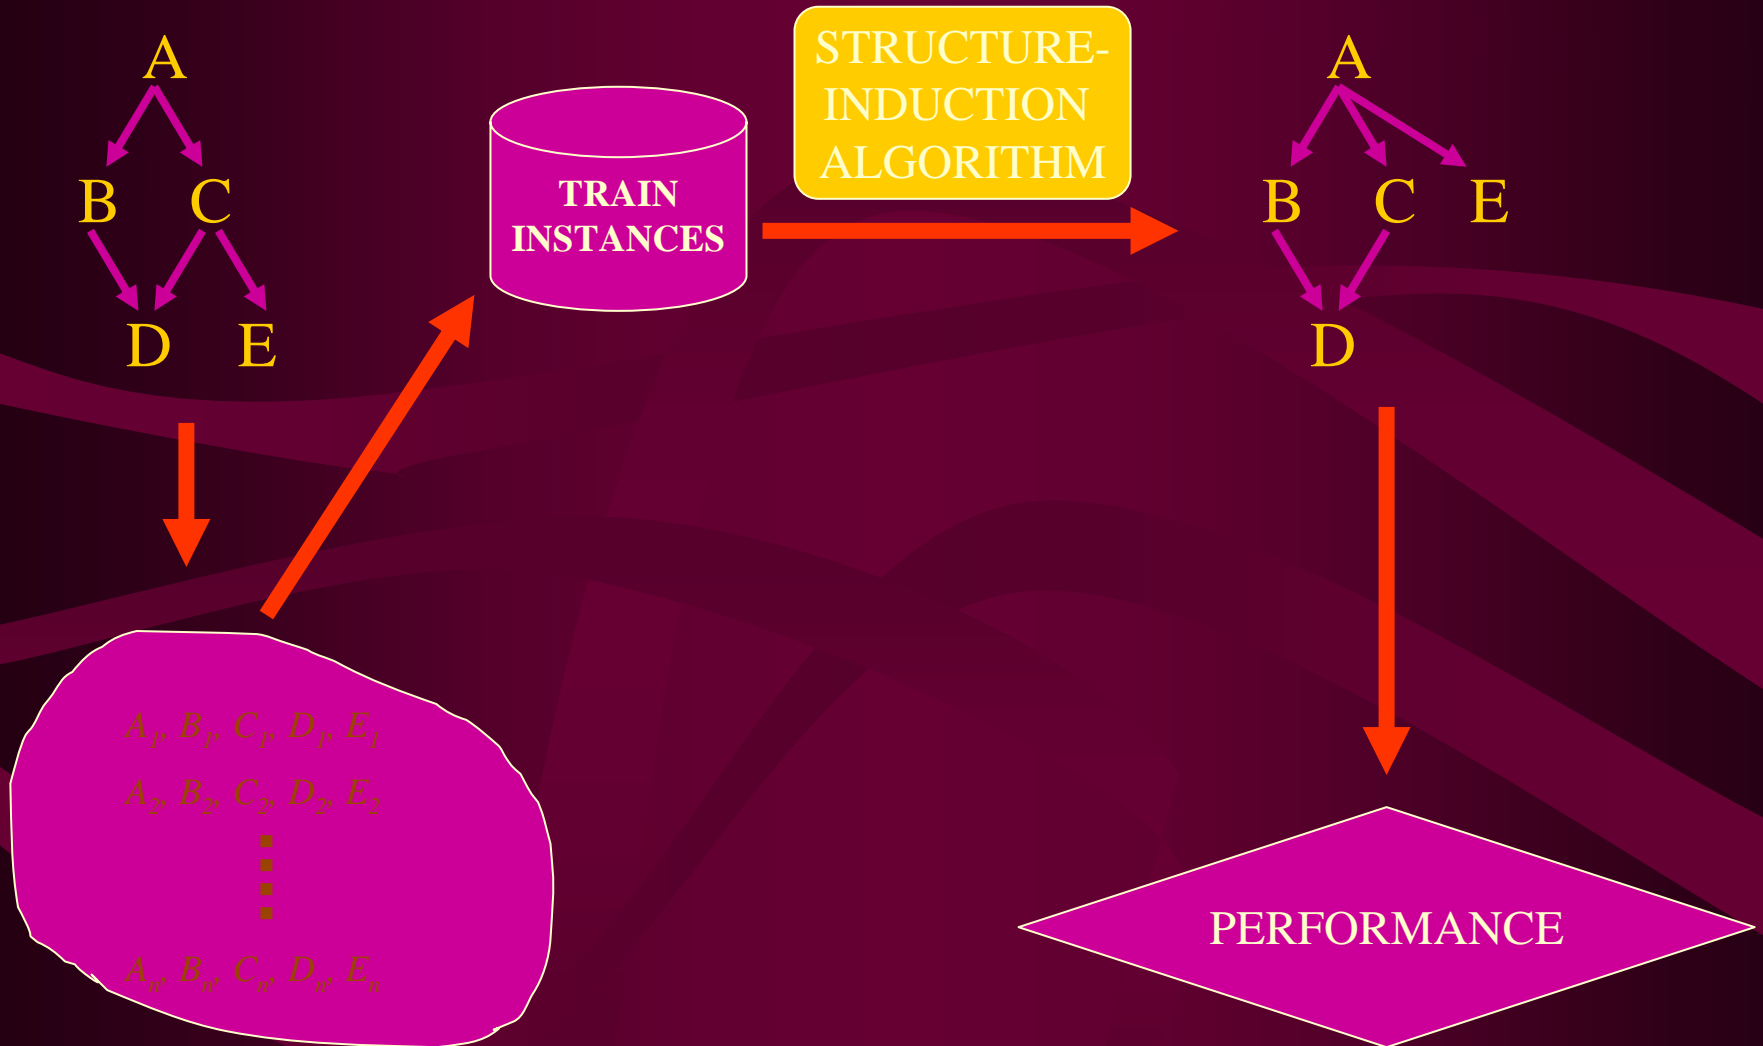 A
B C
D E
TRAIN
INSTANCES
STRUCTURE-
INDUCTION
ALGORITHM
A
B C E
D
A1, B1, C1, D1, E1
A2, B2, C2, D2, E2
An, Bn, Cn, Dn, En
PERFORMANCE